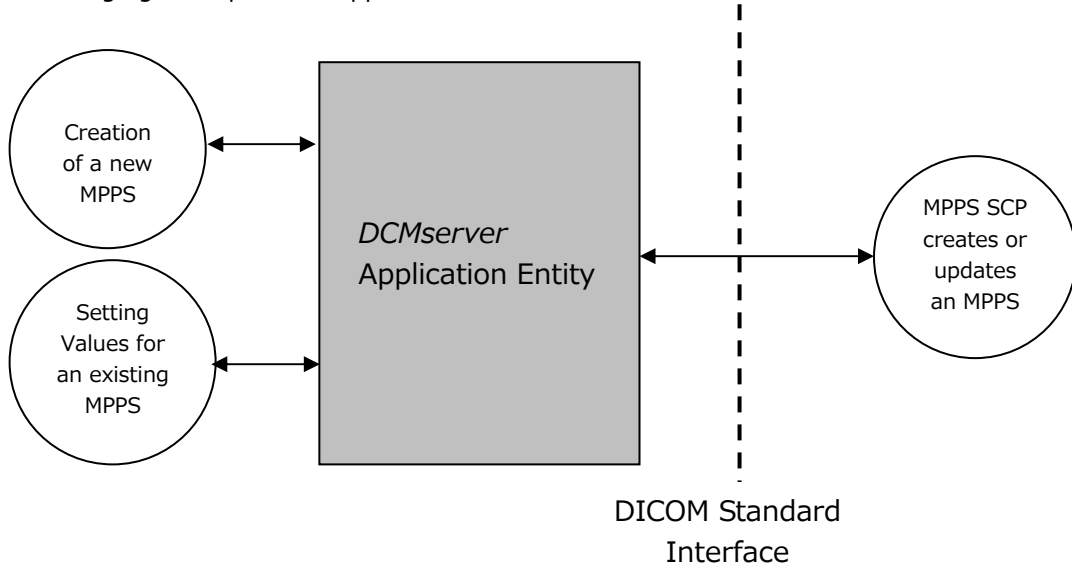 Creation
of a new
MPPS
Setting
Values for
an existing
MPPS
DCMserver
Application Entity
MPPS SCP
creates or
updates
an MPPS
DICOM Standard
Interface